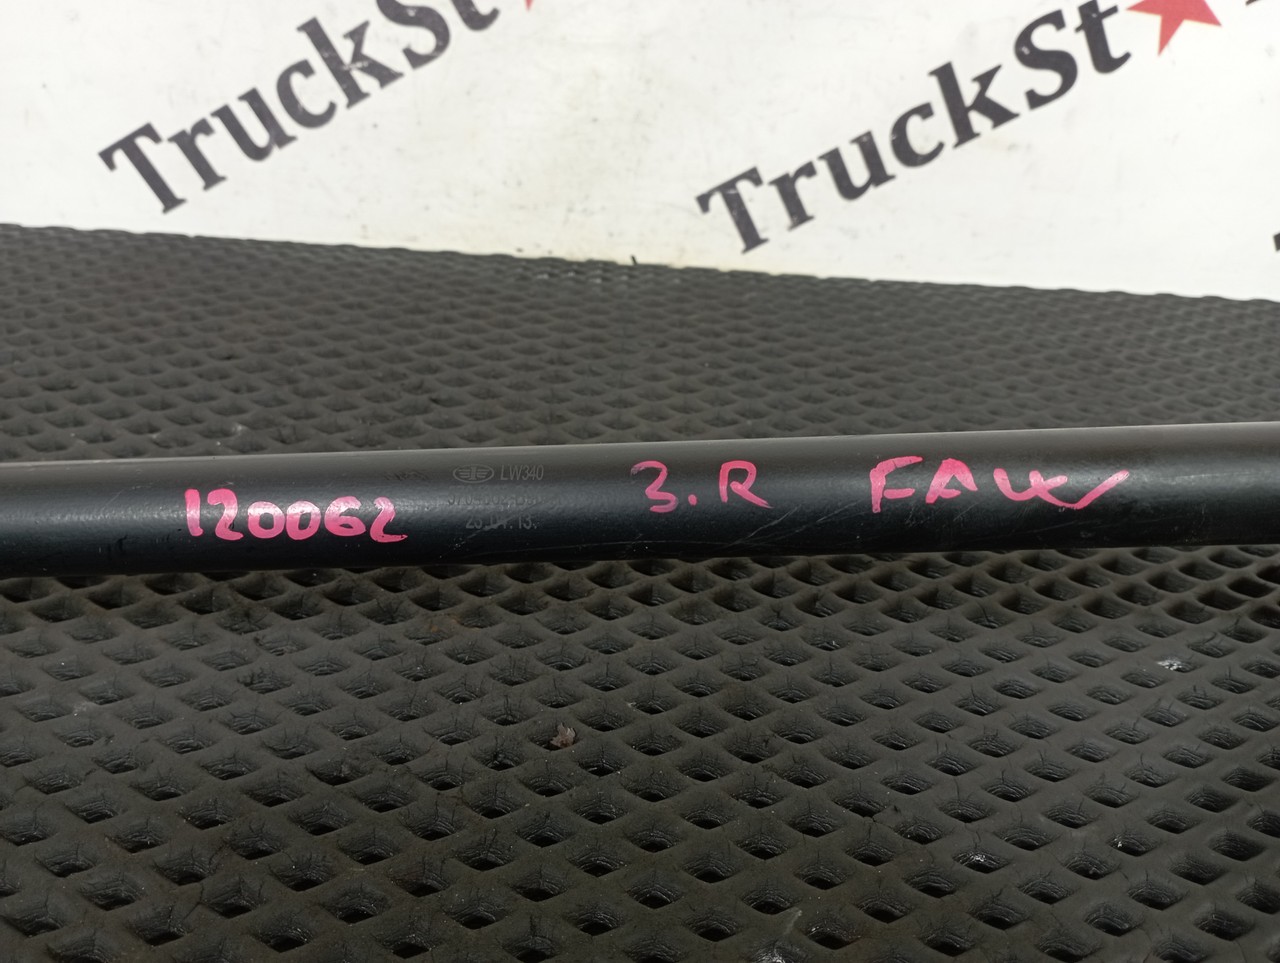 TruckSt
TruckSt★
LW340
120062
3.R FAW